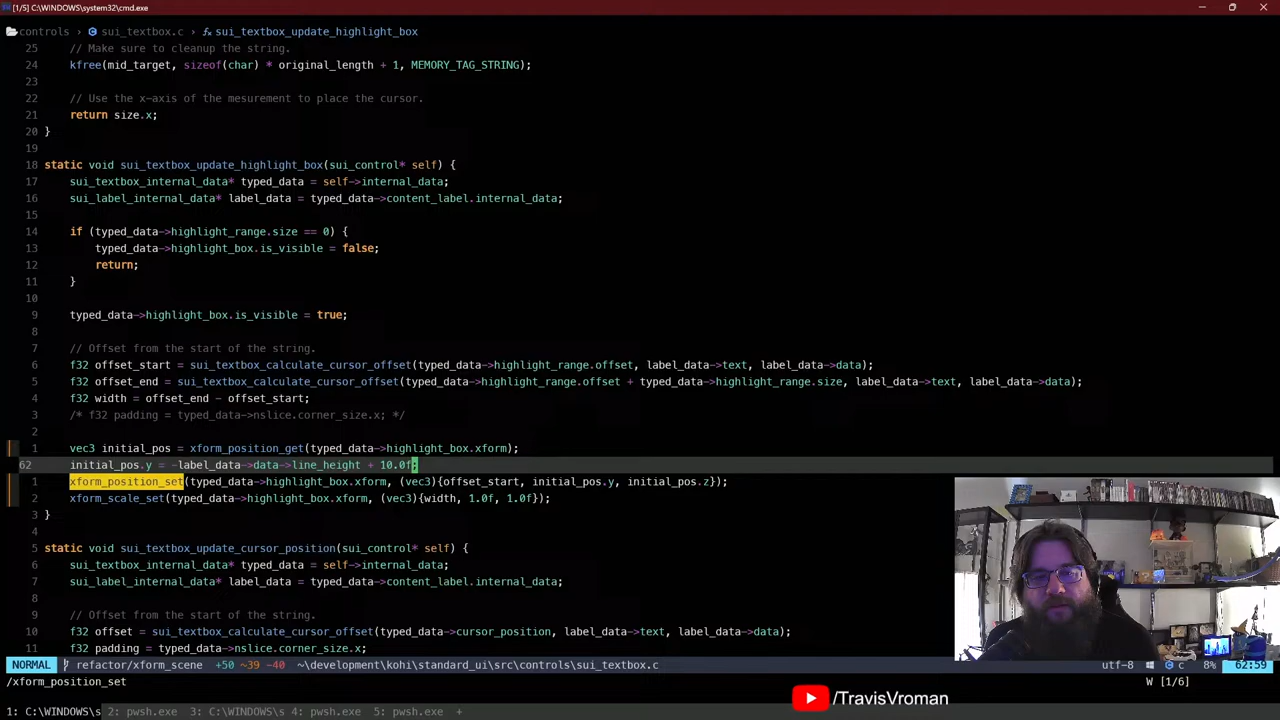 [1/5] C:\WINDOWS\system32\cmd.exe
controls › sui_textbox.c › sui_textbox_update_highlight_box
25 // Make sure to cleanup the string.
24 kfree(mid_target, sizeof(char) * original_length + 1, MEMORY_TAG_STRING);
23
22 // Use the x-axis of the mesurement to place the cursor.
21 return size.x;
20 }
19
18 static void sui_textbox_update_highlight_box(sui_control* self) {
17 sui_textbox_internal_data* typed_data = self->internal_data;
16 sui_label_internal_data* label_data = typed_data->content_label.internal_data;
15
14 if (typed_data->highlight_range.size == 0) {
13 typed_data->highlight_box.is_visible = false;
12 return;
11 }
10
9 typed_data->highlight_box.is_visible = true;
8
7 // Offset from the start of the string.
6 f32 offset_start = sui_textbox_calculate_cursor_offset(typed_data->highlight_range.offset, label_data->text, label_data->data);
5 f32 offset_end = sui_textbox_calculate_cursor_offset(typed_data->highlight_range.offset + typed_data->highlight_range.size, label_data->text, label_data->data);
4 f32 width = offset_end - offset_start;
3 /* f32 padding = typed_data->nslice.corner_size.x; */
2
1 vec3 initial_pos = xform_position_get(typed_data->highlight_box.xform);
62 initial_pos.y = -label_data->data->line_height + 10.0f;
1 xform_position_set(typed_data->highlight_box.xform, (vec3){offset_start, initial_pos.y, initial_pos.z});
2 xform_scale_set(typed_data->highlight_box.xform, (vec3){width, 1.0f, 1.0f});
3 }
4
5 static void sui_textbox_update_cursor_position(sui_control* self) {
6 sui_textbox_internal_data* typed_data = self->internal_data;
7 sui_label_internal_data* label_data = typed_data->content_label.internal_data;
8
9 // Offset from the start of the string.
10 f32 offset = sui_textbox_calculate_cursor_offset(typed_data->cursor_position, label_data->text, label_data->data);
11 f32 padding = typed_data->nslice.corner_size.x;
NORMAL refactor/xform_scene +50 ~39 -40 ~\development\kohi\standard_ui\src\controls\sui_textbox.c utf-8 c 8% 62:59
/xform_position_set W [1/6]
/TravisVroman
1: C:\WINDOWS\s 2: pwsh.exe 3: C:\WINDOWS\s 4: pwsh.exe 5: pwsh.exe +